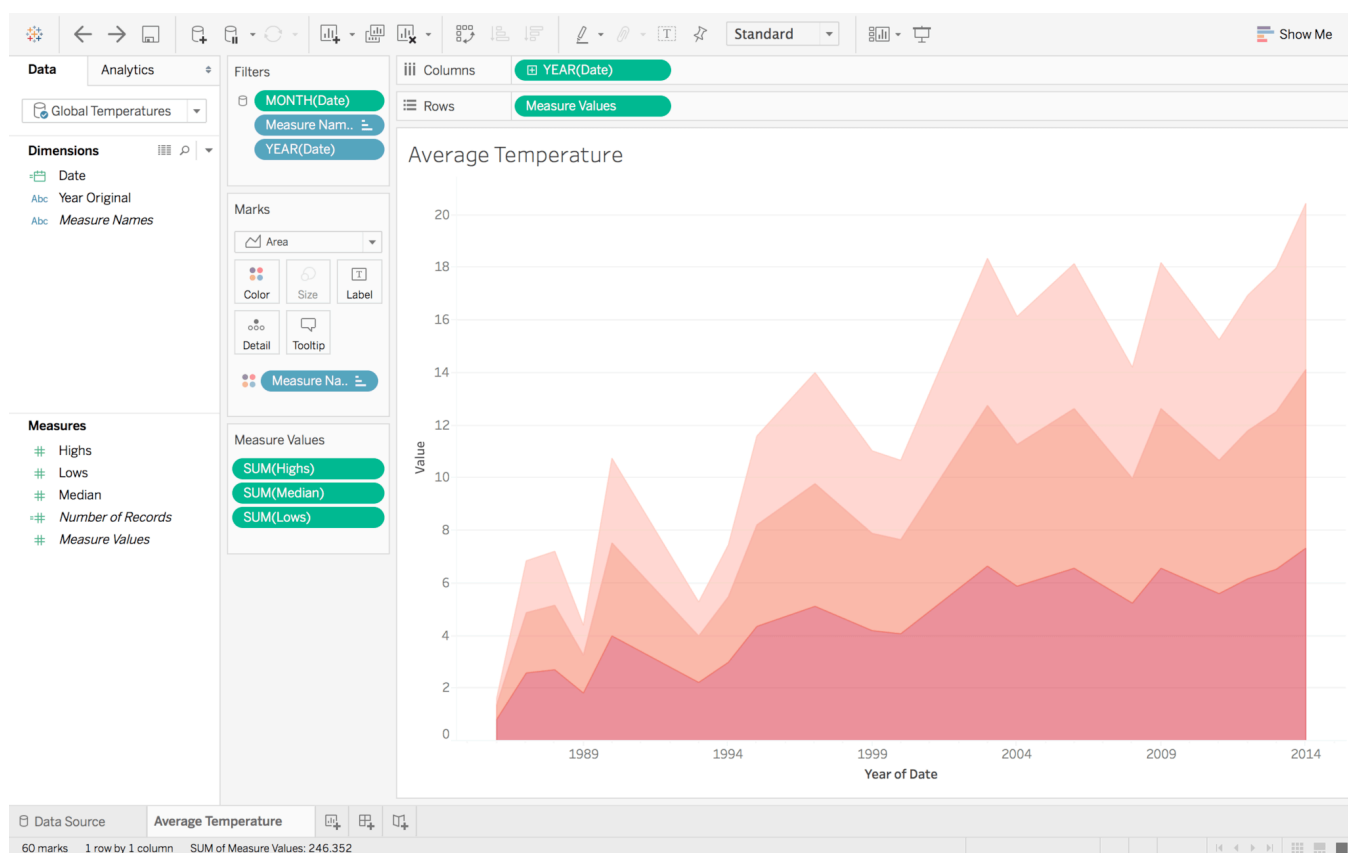 Standard
Show Me
Data
Analytics
Global Temperatures
Dimensions
Date
Abc Year Original
Abc Measure Names
Measures
Highs
Lows
Median
Number of Records
Measure Values
Filters
MONTH(Date)
Measure Nam..
YEAR(Date)
Marks
Area
Color
Size
T
Label
Detail
Tooltip
Measure Na..
Measure Values
SUM(Highs)
SUM(Median)
SUM(Lows)
Columns
YEAR(Date)
Rows
Measure Values
Average Temperature
20
18
16
14
12
10
8
6
4
2
0
Value
1989 1994 1999 2004 2009 2014
Year of Date
Data Source
Average Temperature
60 marks 1 row by 1 column SUM of Measure Values: 246.352